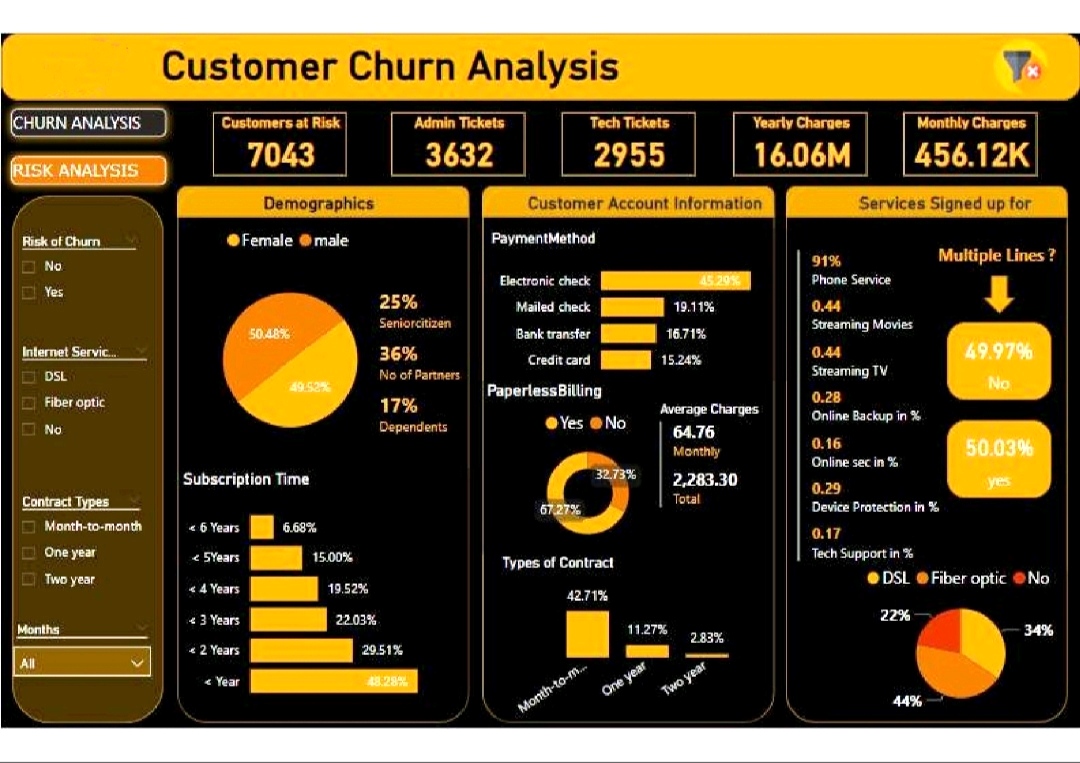 Customer Churn Analysis
CHURN ANALYSIS
RISK ANALYSIS
Customers at Risk
7043
Admin Tickets
3632
Tech Tickets
2955
Yearly Charges
16.06M
Monthly Charges
456.12K
Risk of Churn
No
Yes
Internet Servic...
DSL
Fiber optic
No
Contract Types
Month-to-month
One year
Two year
Months
All
Demographics
Female male
50.48%
49.52%
25%
Seniorcitizen
36%
No of Partners
17%
Dependents
Subscription Time
< 6 Years 6.68%
< 5Years 15.00%
< 4 Years 19.52%
< 3 Years 22.03%
< 2 Years 29.51%
< Year 48.28%
Customer Account Information
PaymentMethod
Electronic check 45.29%
Mailed check 19.11%
Bank transfer 16.71%
Credit card 15.24%
PaperlessBilling
Yes No
32.73%
67.27%
Average Charges
64.76
Monthly
2,283.30
Total
Types of Contract
42.71%
11.27%
2.83%
Month-to-m...
One year
Two year
Services Signed up for
91%
Phone Service
0.44
Streaming Movies
0.44
Streaming TV
0.28
Online Backup in %
0.16
Online sec in %
0.29
Device Protection in %
0.17
Tech Support in %
Multiple Lines ?
49.97%
No
50.03%
yes
DSL Fiber optic No
22%
34%
44%